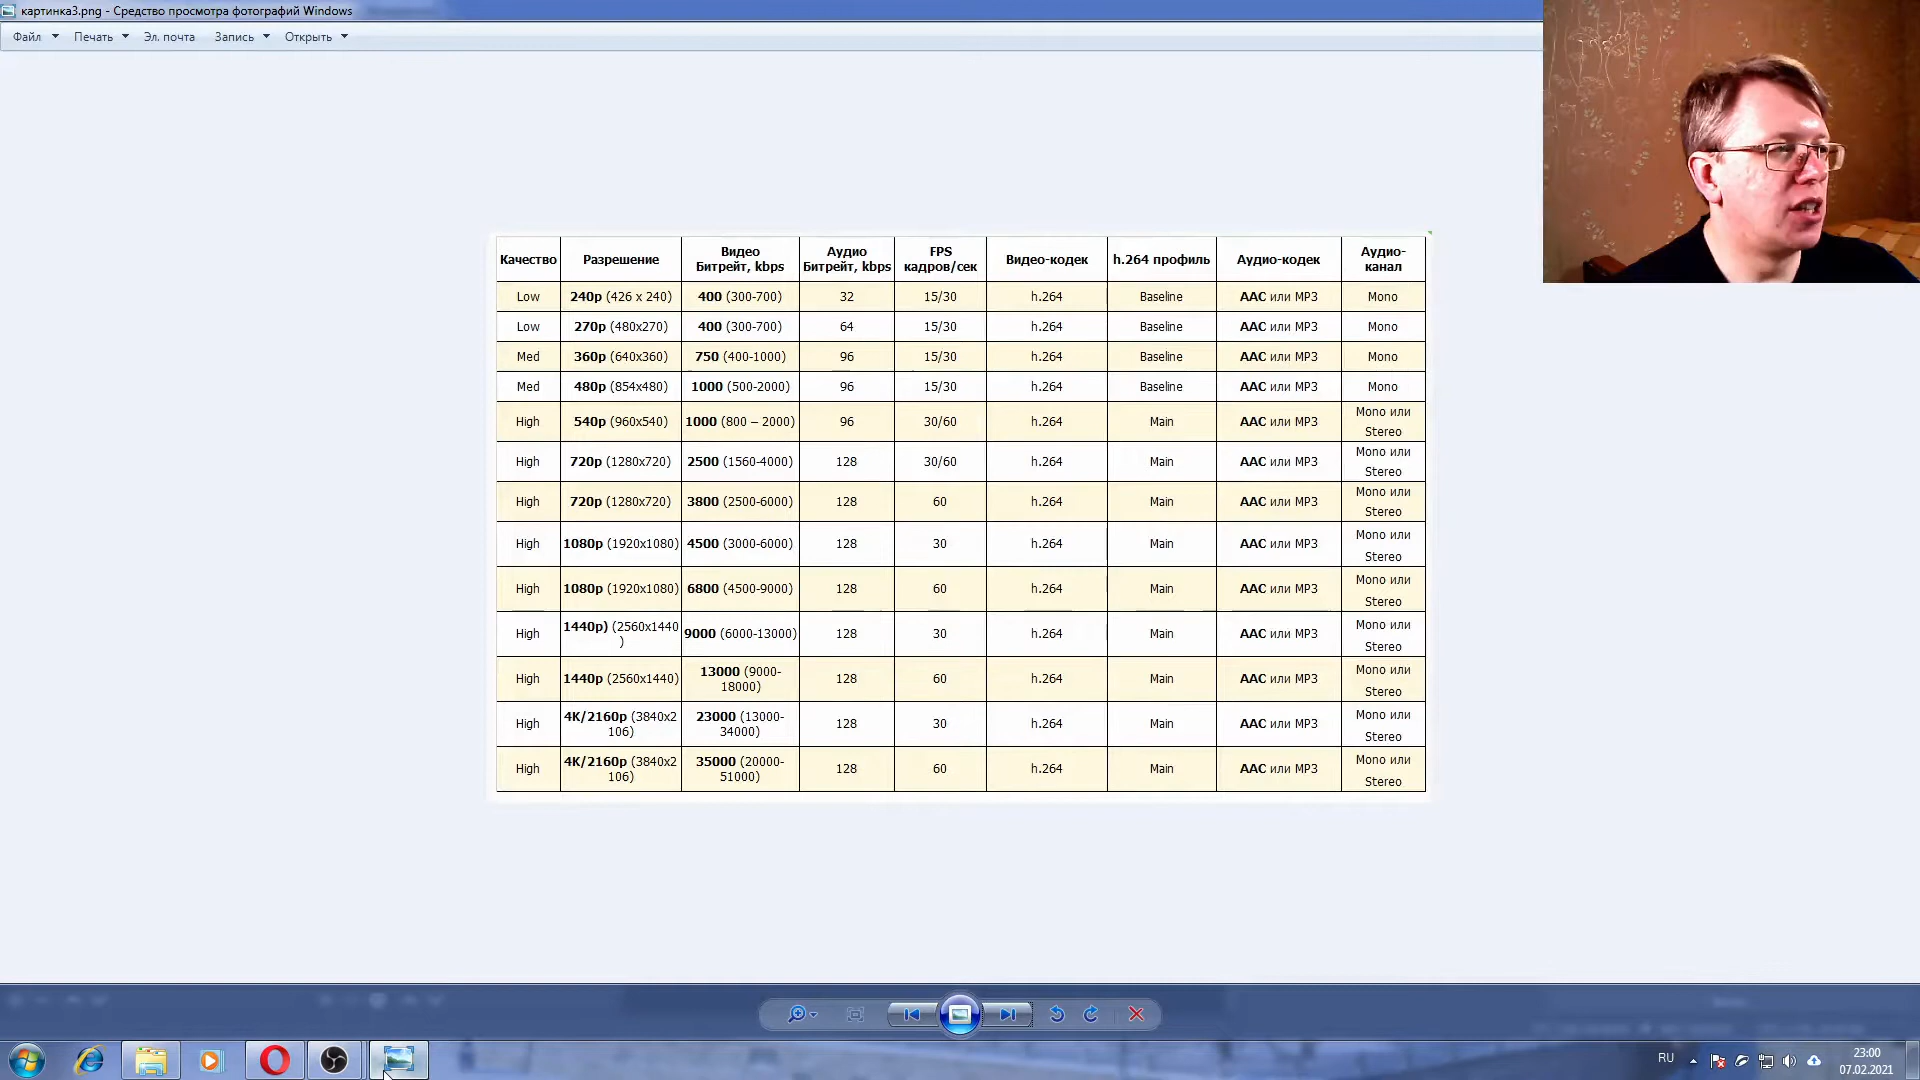 картинка3.png - Средство просмотра фотографий Windows
Файл Печать Эл. почта Запись Открыть
Качество Разрешение Видео Битрейт, kbps Аудио Битрейт, kbps FPS кадров/сек Видео-кодек h.264 профиль Аудио-кодек Аудио-канал
Low 240p (426 x 240) 400 (300-700) 32 15/30 h.264 Baseline AAC или MP3 Mono
Low 270p (480x270) 400 (300-700) 64 15/30 h.264 Baseline AAC или MP3 Mono
Med 360p (640x360) 750 (400-1000) 96 15/30 h.264 Baseline AAC или MP3 Mono
Med 480p (854x480) 1000 (500-2000) 96 15/30 h.264 Baseline AAC или MP3 Mono
High 540p (960x540) 1000 (800 – 2000) 96 30/60 h.264 Main AAC или MP3 Mono или Stereo
High 720p (1280x720) 2500 (1560-4000) 128 30/60 h.264 Main AAC или MP3 Mono или Stereo
High 720p (1280x720) 3800 (2500-6000) 128 60 h.264 Main AAC или MP3 Mono или Stereo
High 1080p (1920x1080) 4500 (3000-6000) 128 30 h.264 Main AAC или MP3 Mono или Stereo
High 1080p (1920x1080) 6800 (4500-9000) 128 60 h.264 Main AAC или MP3 Mono или Stereo
High 1440p) (2560x1440) 9000 (6000-13000) 128 30 h.264 Main AAC или MP3 Mono или Stereo
High 1440p (2560x1440) 13000 (9000-18000) 128 60 h.264 Main AAC или MP3 Mono или Stereo
High 4K/2160p (3840x2106) 23000 (13000-34000) 128 30 h.264 Main AAC или MP3 Mono или Stereo
High 4K/2160p (3840x2106) 35000 (20000-51000) 128 60 h.264 Main AAC или MP3 Mono или Stereo
RU
23:00
07.02.2021